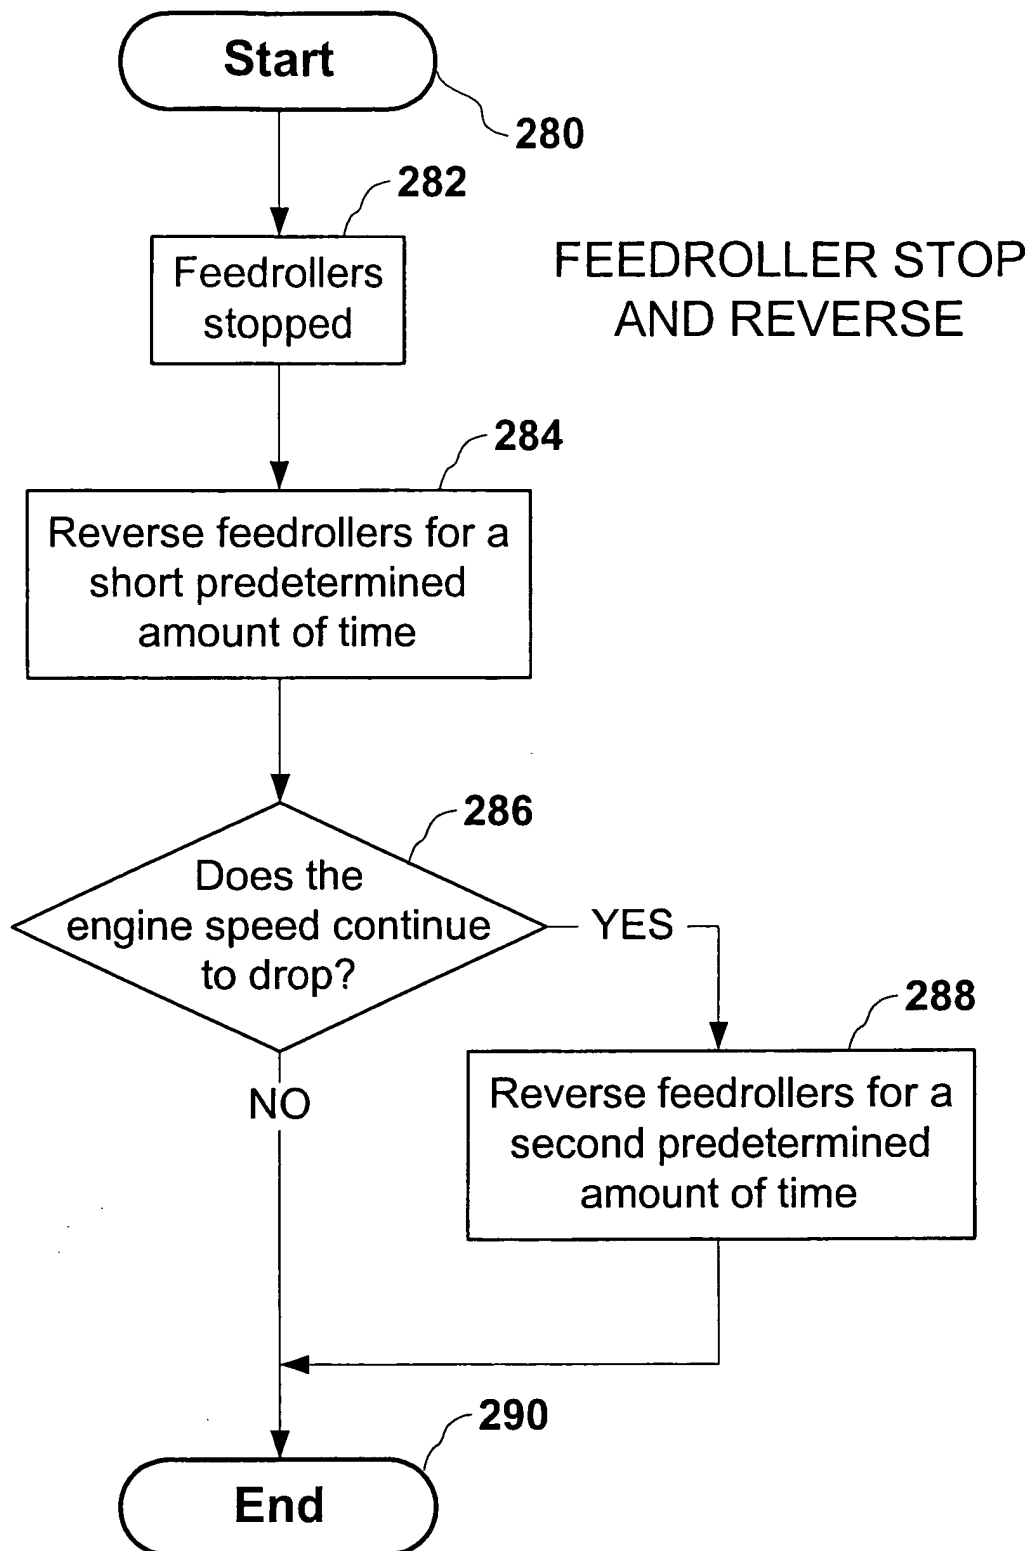 Start
280
282
Feedrollers
stopped
FEEDROLLER STOP
AND REVERSE
284
Reverse feedrollers for a
short predetermined
amount of time
286
Does the
engine speed continue
to drop?
YES
288
NO
Reverse feedrollers for a
second predetermined
amount of time
290
End